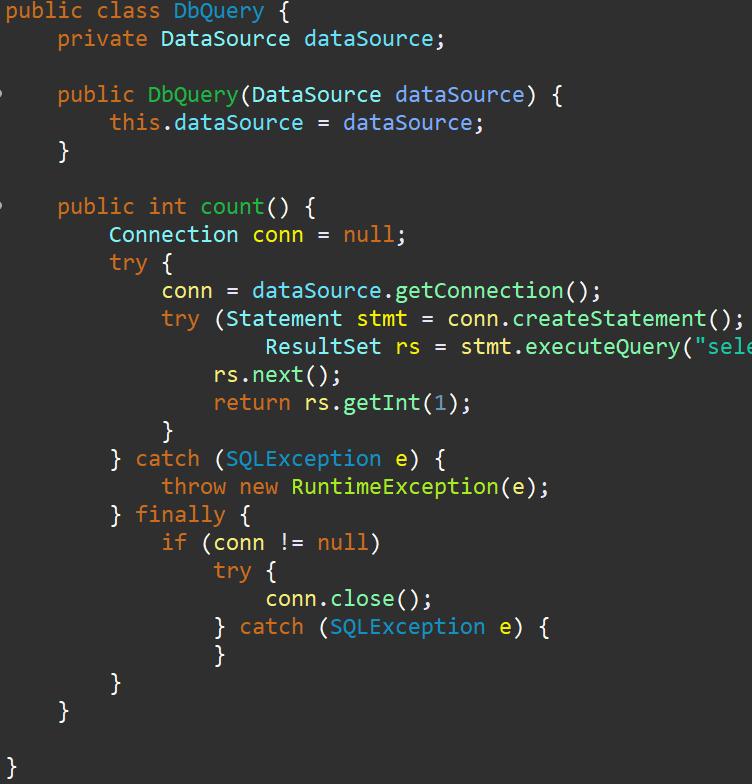 public class DbQuery {
    private DataSource dataSource;

    public DbQuery(DataSource dataSource) {
        this.dataSource = dataSource;
    }

    public int count() {
        Connection conn = null;
        try {
            conn = dataSource.getConnection();
            try (Statement stmt = conn.createStatement();
                    ResultSet rs = stmt.executeQuery("sele
                rs.next();
                return rs.getInt(1);
            }
        } catch (SQLException e) {
            throw new RuntimeException(e);
        } finally {
            if (conn != null)
                try {
                    conn.close();
                } catch (SQLException e) {
                }
        }
    }

}